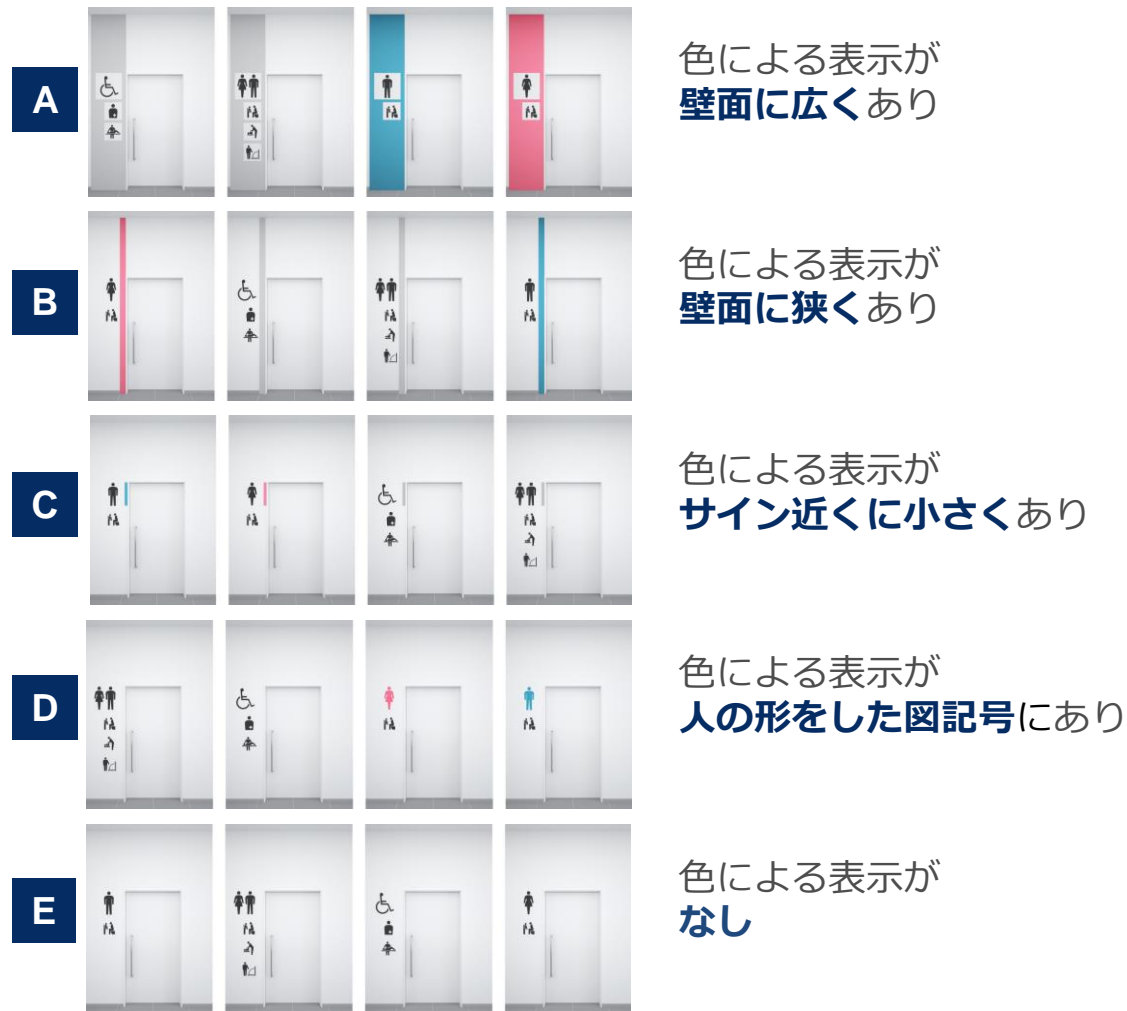 A
色による表示が
壁面に広くあり
B
色による表示が
壁面に狭くあり
C
色による表示が
サイン近くに小さくあり
D
色による表示が
人の形をした図記号にあり
E
色による表示が
なし